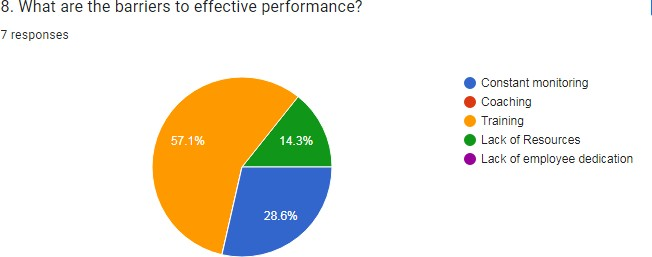 8. What are the barriers to effective performance?
7 responses
Constant monitoring
Coaching
Training
Lack of Resources
Lack of employee dedication
57.1%
14.3%
28.6%